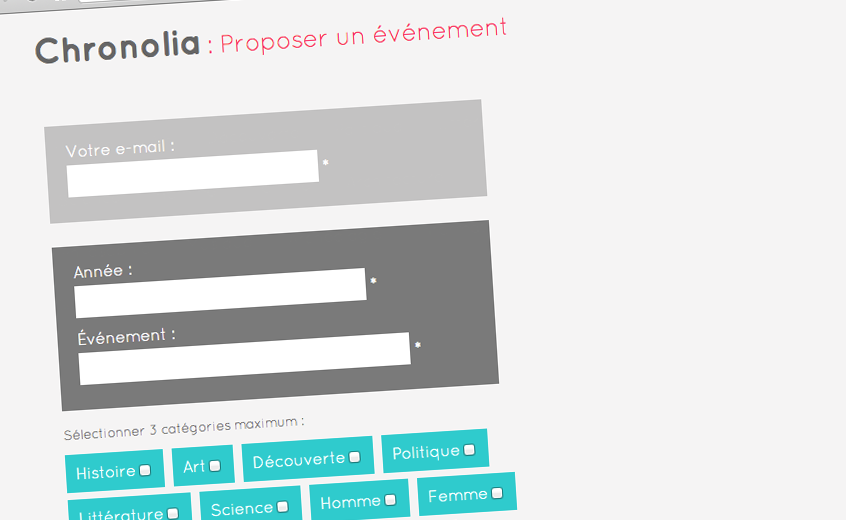 Chronolia : Proposer un événement
Votre e-mail :
*
Année :
*
Événement :
*
Sélectionner 3 catégories maximum :
Histoire Art Découverte Politique
Littérature Science Homme Femme